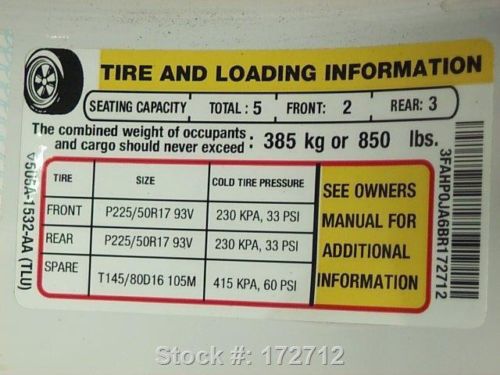 TIRE AND LOADING INFORMATION
SEATING CAPACITY TOTAL : 5 FRONT: 2 REAR: 3
The combined weight of occupants
and cargo should never exceed : 385 kg or 850 lbs.
TIRE SIZE COLD TIRE PRESSURE
FRONT P225/50R17 93V 230 KPA, 33 PSI
REAR P225/50R17 93V 230 KPA, 33 PSI
SPARE T145/80D16 105M 415 KPA, 60 PSI
SEE OWNERS
MANUAL FOR
ADDITIONAL
INFORMATION
1532-AA (TLU)
3FAHP0JA6BR172712
Stock #: 172712